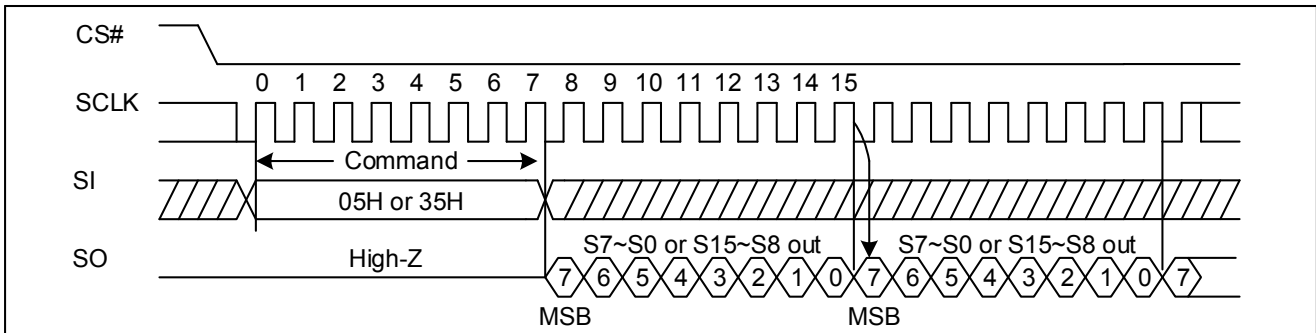 CS#
0 1 2 3 4 5 6 7 8 9 10 11 12 13 14 15
SCLK
Command
SI
05H or 35H
S7~S0 or S15~S8 out S7~S0 or S15~S8 out
SO High-Z
7 6 5 4 3 2 1 0 7 6 5 4 3 2 1 0 7
MSB MSB